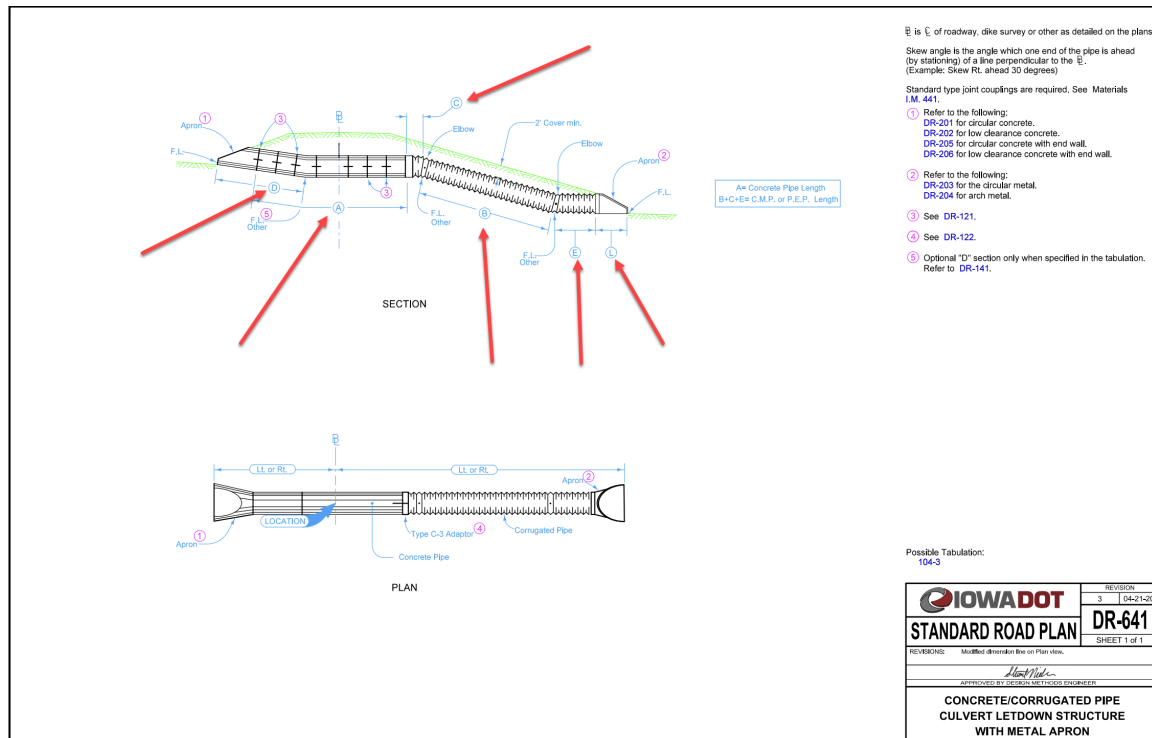 ℄ is ℄ of roadway, dike survey or other as detailed on the plans
Skew angle is the angle which one end of the pipe is ahead
(by stationing) of a line perpendicular to the ℄.
(Example: Skew Rt. ahead 30 degrees)
Standard type joint couplings are required. See Materials
I.M. 441.
1 Refer to the following:
DR-201 for circular concrete.
DR-202 for low clearance concrete.
DR-205 for circular concrete with end wall.
DR-206 for low clearance concrete with end wall.
2 Refer to the following:
DR-203 for the circular metal.
DR-204 for arch metal.
3 See DR-121.
4 See DR-122.
5 Optional "D" section only when specified in the tabulation.
Refer to DR-141.
C
1
Apron
3
Elbow
2' Cover min.
Elbow
Apron 2
F.L.
F.L.
D
3
5
F.L.
Other
A
F.L.
Other
B
F.L.
Other
E
L
A= Concrete Pipe Length
B+C+E= C.M.P. or P.E.P. Length
SECTION
Lt. or Rt.
Lt. or Rt.
Apron 2
LOCATION
Apron 1
Type C-3 Adaptor 4
Corrugated Pipe
Concrete Pipe
PLAN
Possible Tabulation:
104-3
IOWADOT
STANDARD ROAD PLAN
REVISION
3 04-21-20
DR-641
SHEET 1 of 1
REVISIONS: Modified dimension line on Plan view.
APPROVED BY DESIGN METHODS ENGINEER
CONCRETE/CORRUGATED PIPE
CULVERT LETDOWN STRUCTURE
WITH METAL APRON